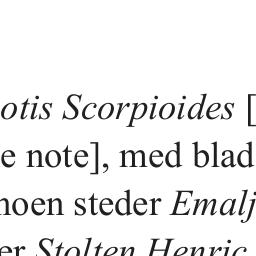 otis Scorpioides [
e note], med blad
noen steder Emalj
er Stolten Henric